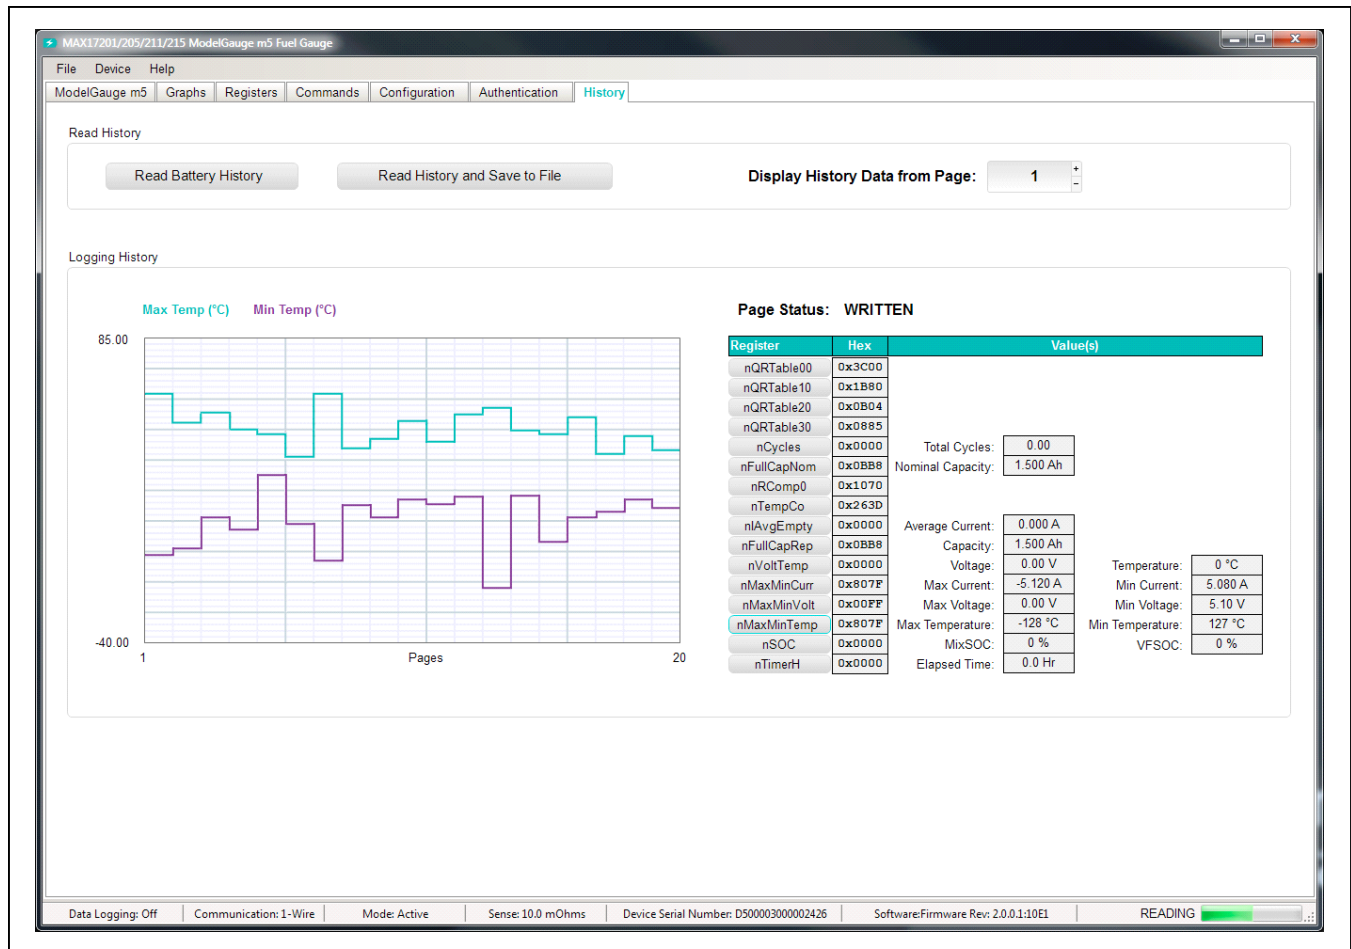 MAX17201/205/211/215 ModelGauge m5 Fuel Gauge
File Device Help
ModelGauge m5 Graphs Registers Commands Configuration Authentication History
Read History
Read Battery History Read History and Save to File Display History Data from Page: 1 + -
Logging History
Max Temp (°C) Min Temp (°C)
85.00
-40.00
1 Pages 20
Page Status: WRITTEN
Register Hex Value(s)
nQRTable00 0x3C00
nQRTable10 0x1B80
nQRTable20 0x0B04
nQRTable30 0x0885
nCycles 0x0000 Total Cycles: 0.00
nFullCapNom 0x0BB8 Nominal Capacity: 1.500 Ah
nRComp0 0x1070
nTempCo 0x263D
nIAvgEmpty 0x0000 Average Current: 0.000 A
nFullCapRep 0x0BB8 Capacity: 1.500 Ah
nVoltTemp 0x0000 Voltage: 0.00 V Temperature: 0 °C
nMaxMinCurr 0x807F Max Current: -5.120 A Min Current: 5.080 A
nMaxMinVolt 0x00FF Max Voltage: 0.00 V Min Voltage: 5.10 V
nMaxMinTemp 0x807F Max Temperature: -128 °C Min Temperature: 127 °C
nSOC 0x0000 MixSOC: 0 % VFSOC: 0 %
nTimerH 0x0000 Elapsed Time: 0.0 Hr
Data Logging: Off Communication: 1-Wire Mode: Active Sense: 10.0 mOhms Device Serial Number: D500003000002426 Software:Firmware Rev: 2.0.0.1:10E1 READING